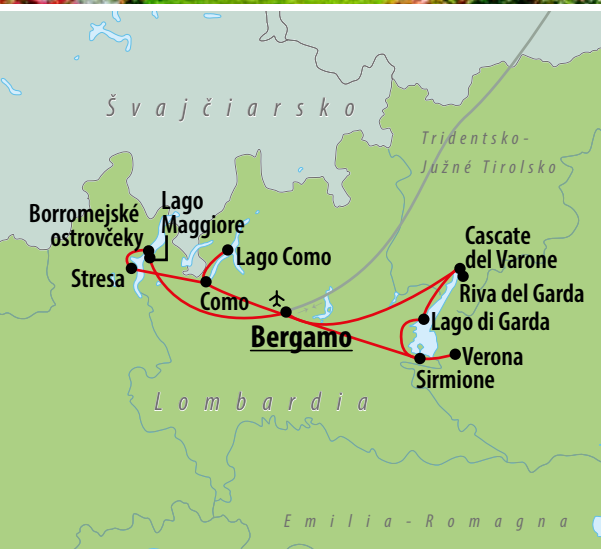 Švajčiarsko
Tridentsko-
Južné Tirolsko
Lago
Maggiore
Borromejské
ostrovčeky
Stresa
Lago Como
Como
Bergamo
Cascate
del Varone
Riva del Garda
Lago di Garda
Verona
Sirmione
Lombardia
Emilia-Romagna